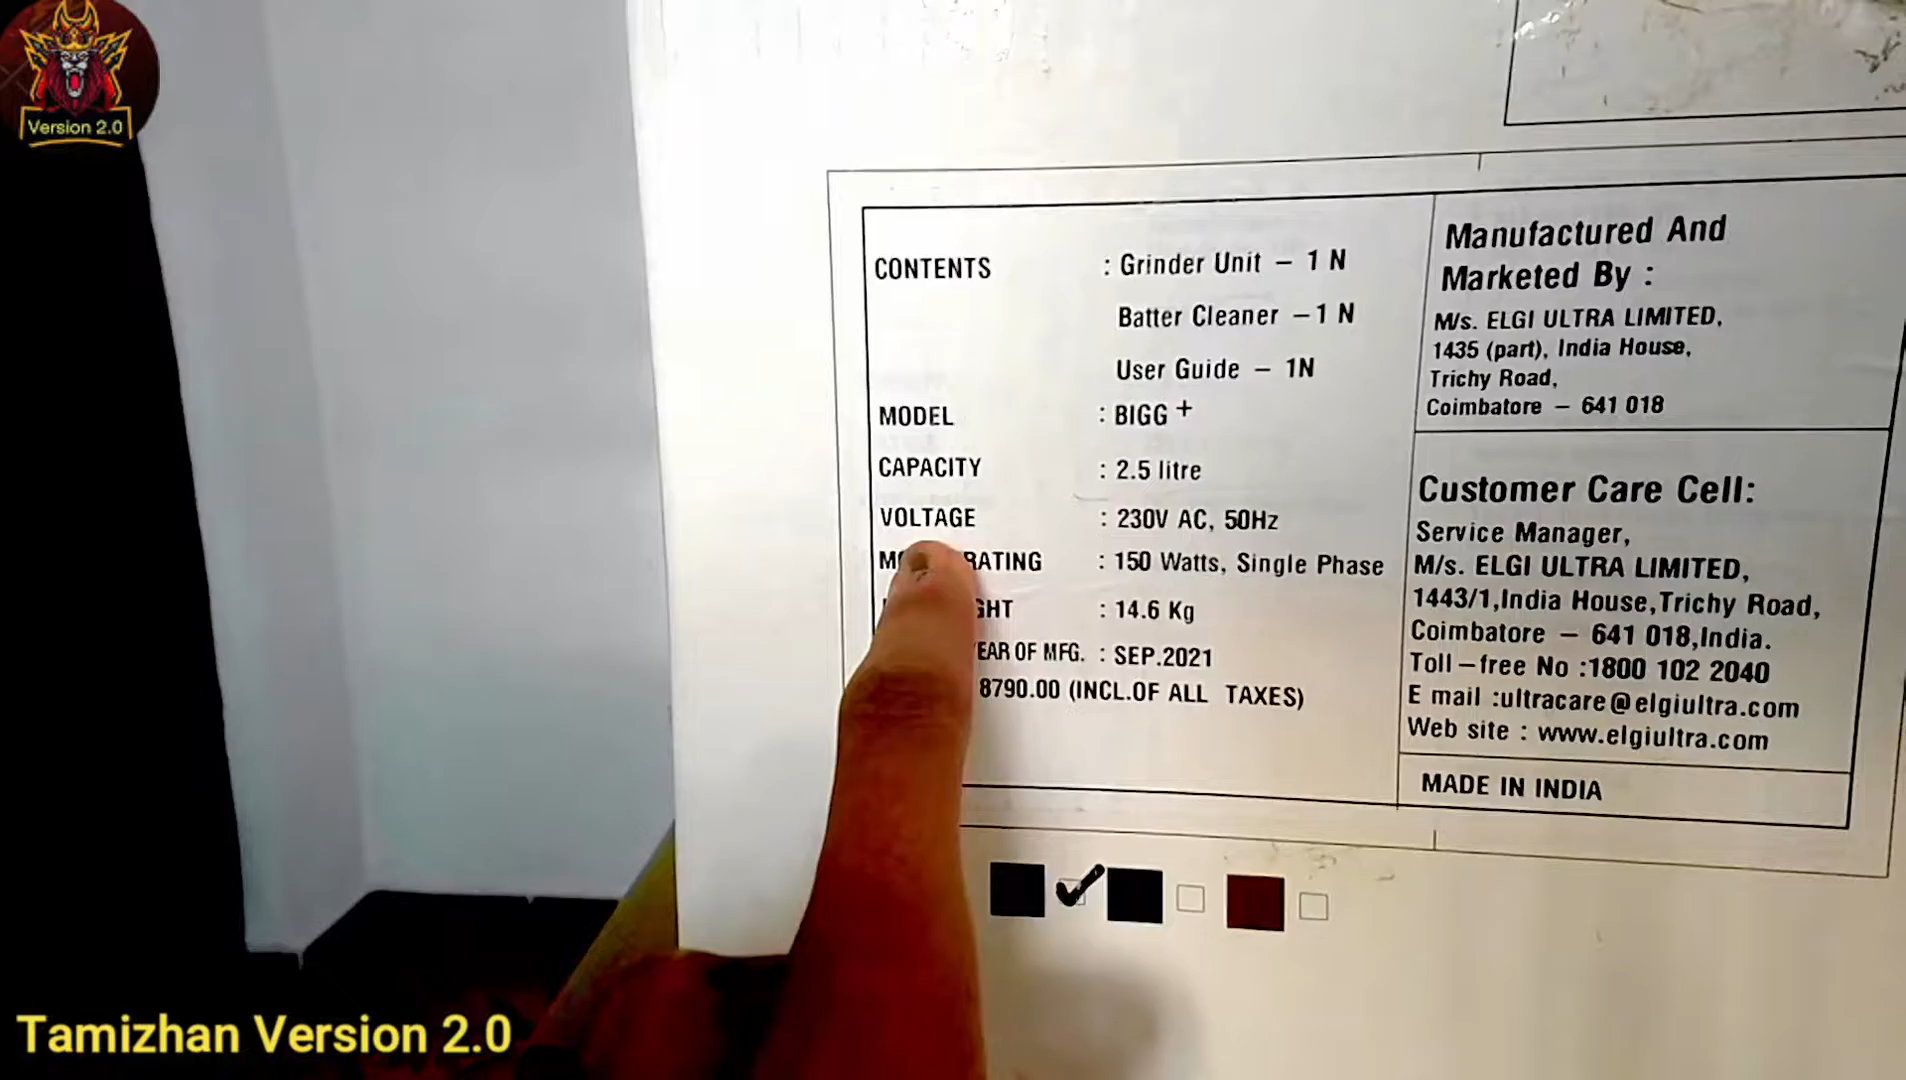 Version 2.0
CONTENTS : Grinder Unit – 1 N
Batter Cleaner – 1 N
User Guide – 1N
MODEL : BIGG +
CAPACITY : 2.5 litre
VOLTAGE : 230V AC, 50Hz
RATING : 150 Watts, Single Phase
: 14.6 Kg
OF MFG. : SEP.2021
8790.00 (INCL.OF ALL TAXES)
Manufactured And
Marketed By :
M/s. ELGI ULTRA LIMITED,
1435 (part), India House,
Trichy Road,
Coimbatore – 641 018
Customer Care Cell:
Service Manager,
M/s. ELGI ULTRA LIMITED,
1443/1,India House,Trichy Road,
Coimbatore – 641 018,India.
Toll–free No :1800 102 2040
E mail :ultracare@elgiultra.com
Web site : www.elgiultra.com
MADE IN INDIA
Tamizhan Version 2.0